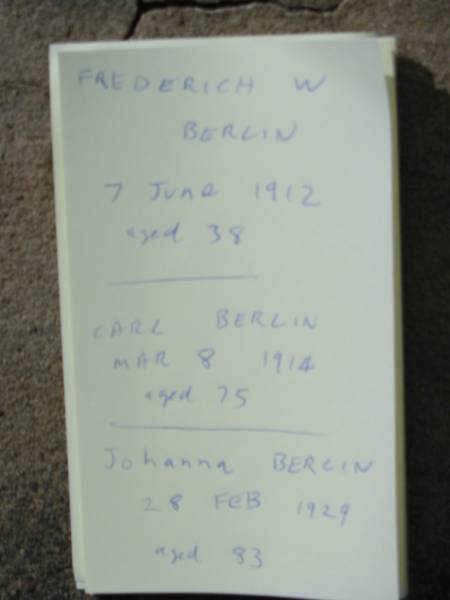 FREDERICH W
BERLIN
7 June 1912
aged 38
CARL BERLIN
MAR 8 1914
aged 75
Johanna BERLIN
28 FEB 1929
aged 83